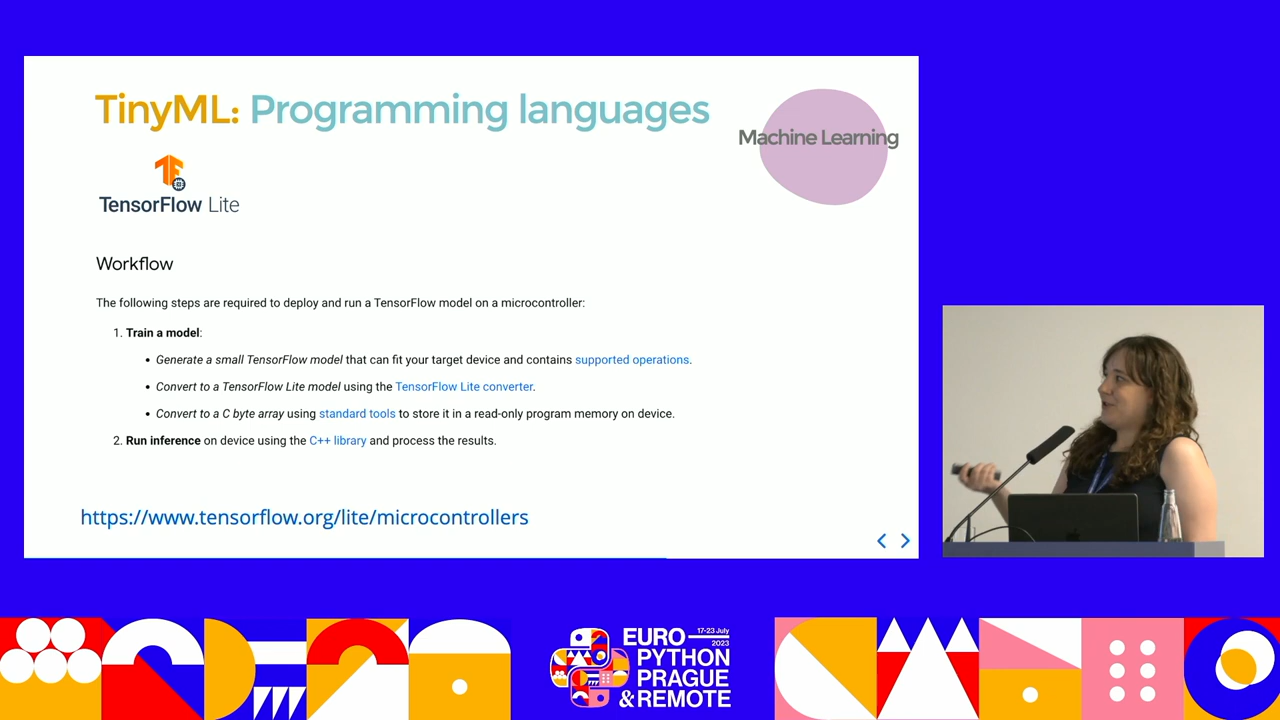 TinyML: Programming languages
Machine Learning
TensorFlow Lite
Workflow
The following steps are required to deploy and run a TensorFlow model on a microcontroller:
1. Train a model:
• Generate a small TensorFlow model that can fit your target device and contains supported operations.
• Convert to a TensorFlow Lite model using the TensorFlow Lite converter.
• Convert to a C byte array using standard tools to store it in a read-only program memory on device.
2. Run inference on device using the C++ library and process the results.
https://www.tensorflow.org/lite/microcontrollers
EURO 17-23 July 2023
PYTHON
PRAGUE
& REMOTE